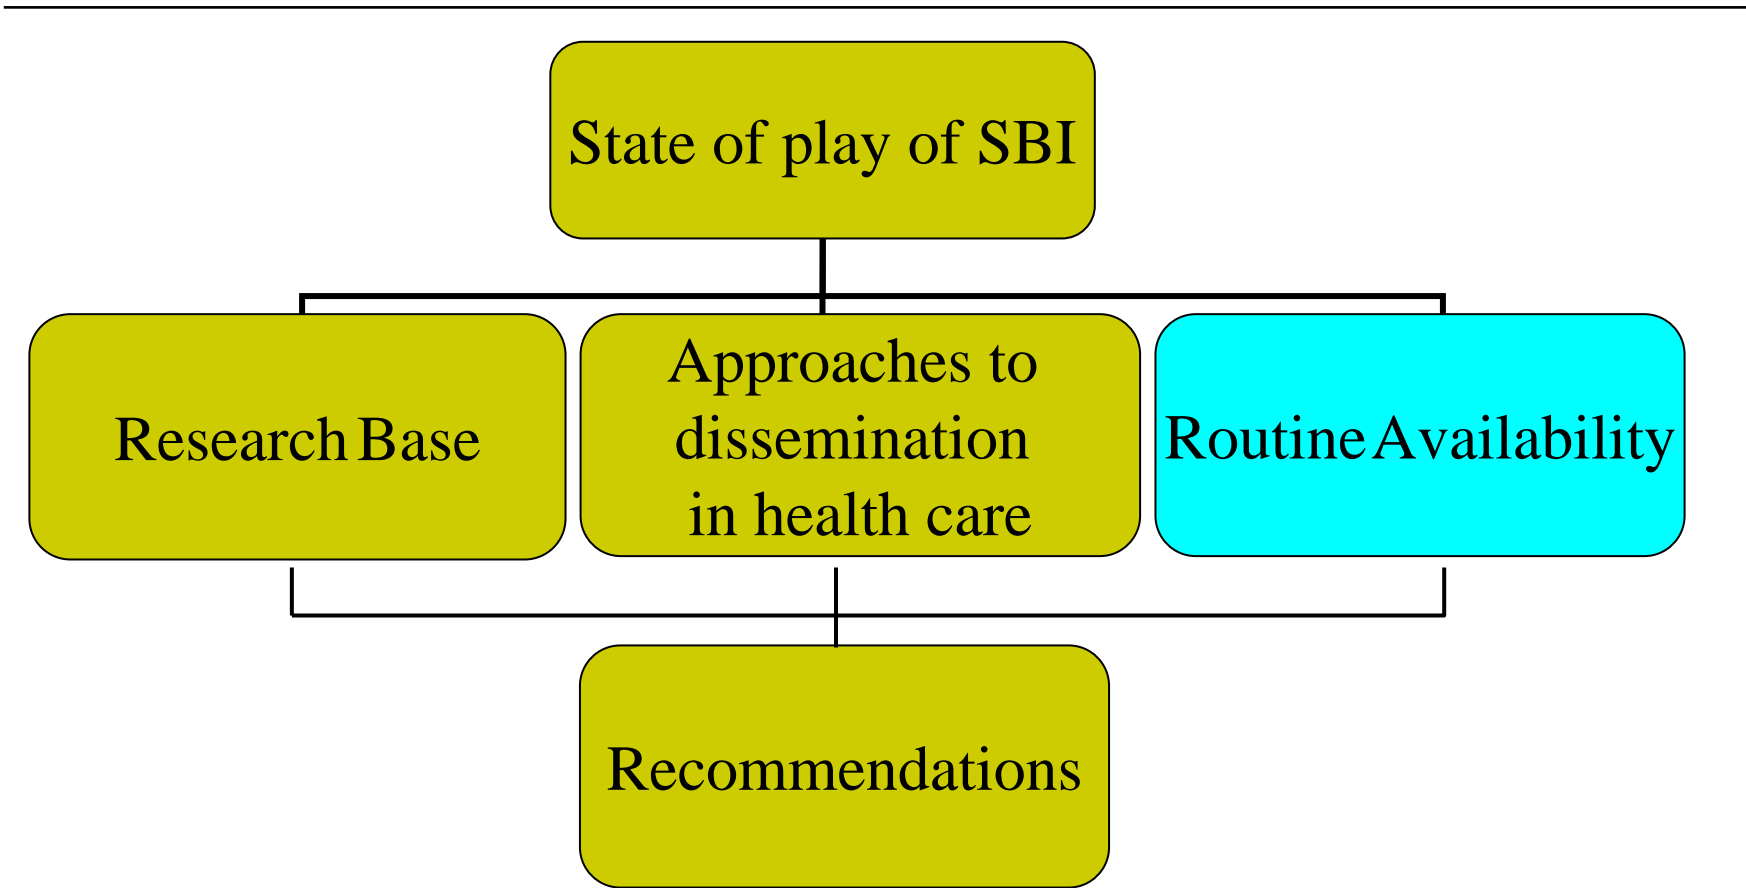 State of play of SBI
Research Base
Approaches to
dissemination
in health care
Routine Availability
Recommendations